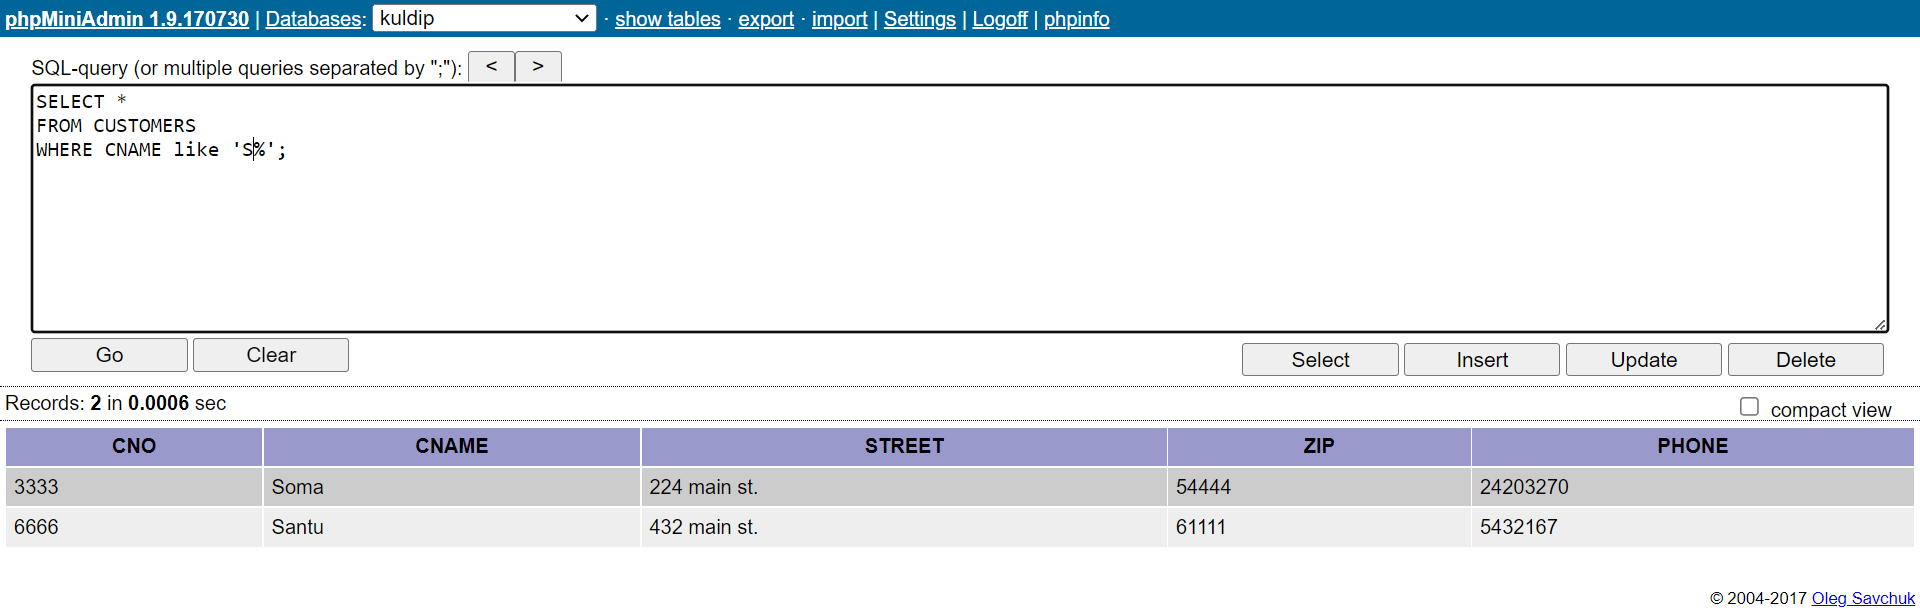 phpMiniAdmin 1.9.170730 | Databases: kuldip · show tables · export · import | Settings | Logoff | phpinfo
SQL-query (or multiple queries separated by ";"): < >
SELECT *
FROM CUSTOMERS
WHERE CNAME like 'S%';
Go Clear Select Insert Update Delete
Records: 2 in 0.0006 sec compact view
CNO CNAME STREET ZIP PHONE
3333 Soma 224 main st. 54444 24203270
6666 Santu 432 main st. 61111 5432167
© 2004-2017 Oleg Savchuk